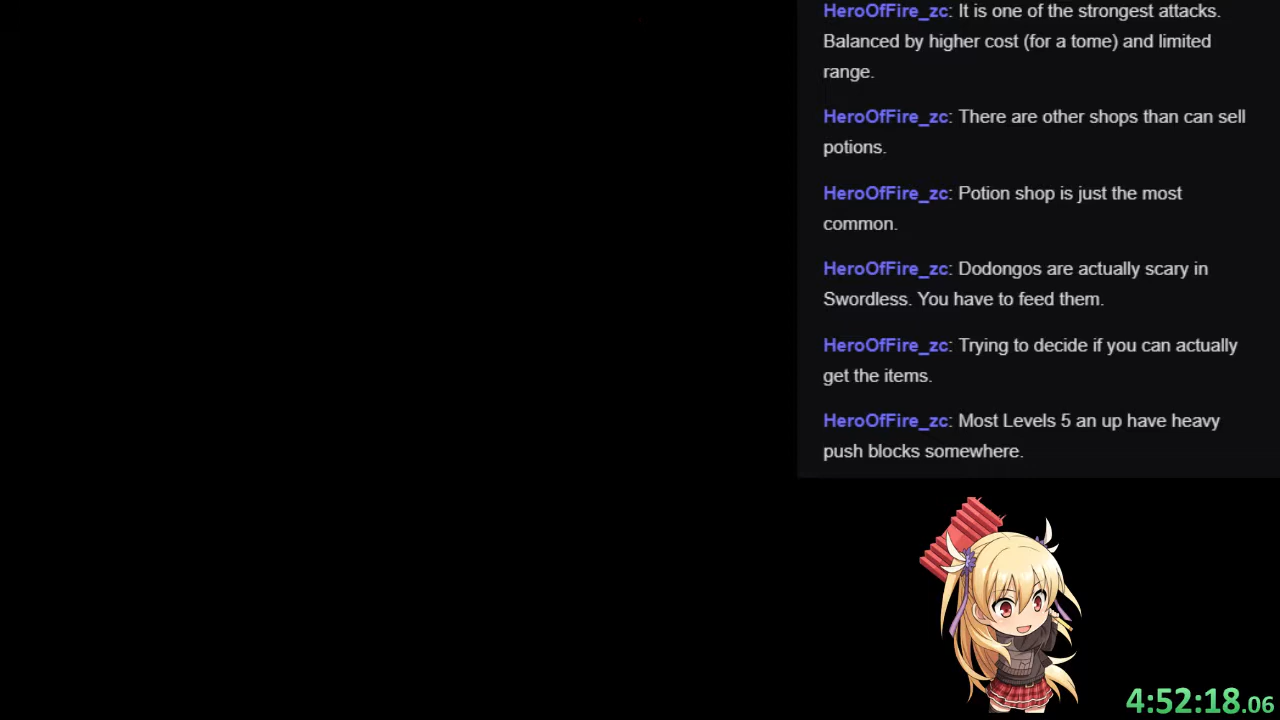 HeroOfFire_zc: It is one of the strongest attacks.
Balanced by higher cost (for a tome) and limited
range.
HeroOfFire_zc: There are other shops than can sell
potions.
HeroOfFire_zc: Potion shop is just the most
common.
HeroOfFire_zc: Dodongos are actually scary in
Swordless. You have to feed them.
HeroOfFire_zc: Trying to decide if you can actually
get the items.
HeroOfFire_zc: Most Levels 5 an up have heavy
push blocks somewhere.
4:52:18.06